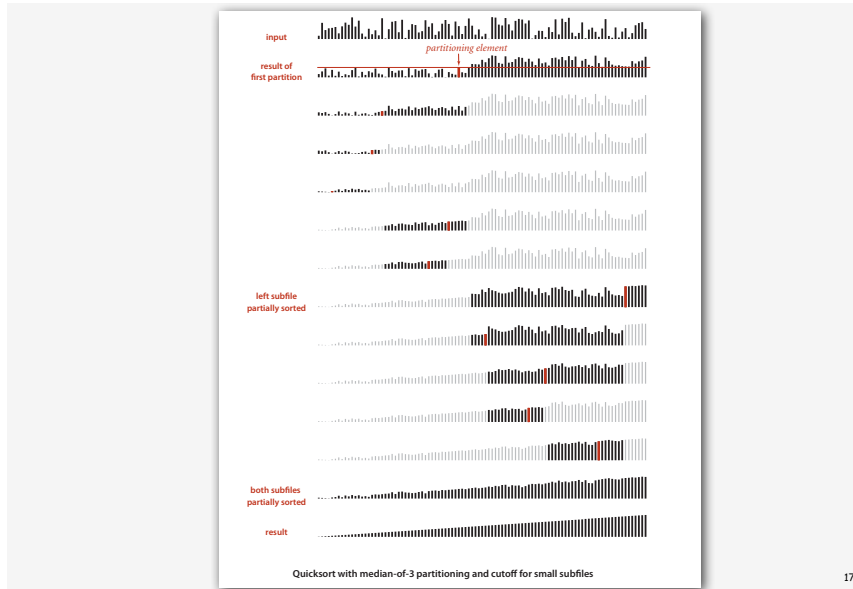 input
partitioning element
result of
first partition
left subfile
partially sorted
both subfiles
partially sorted
result
Quicksort with median-of-3 partitioning and cutoff for small subfiles
17